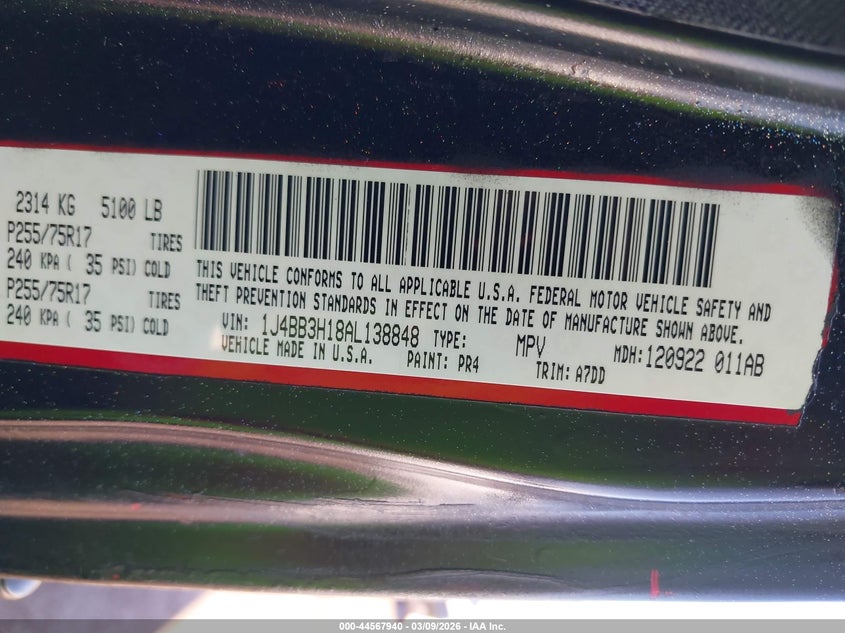 2314 KG 5100 LB
P255/75R17 TIRES
240 KPA ( 35 PSI) COLD
P255/75R17 TIRES
240 KPA ( 35 PSI) COLD
THIS VEHICLE CONFORMS TO ALL APPLICABLE U.S.A. FEDERAL MOTOR VEHICLE SAFETY AND
THEFT PREVENTION STANDARDS IN EFFECT ON THE DATE OF MANUFACTURE SHOWN ABOVE.
VIN: 1J4BB3H18AL138848 TYPE: MPV MDH: 120922 011AB
VEHICLE MADE IN U.S.A. PAINT: PR4 TRIM: A7DD
000-44567940 - 03/09/2026 - IAA Inc.